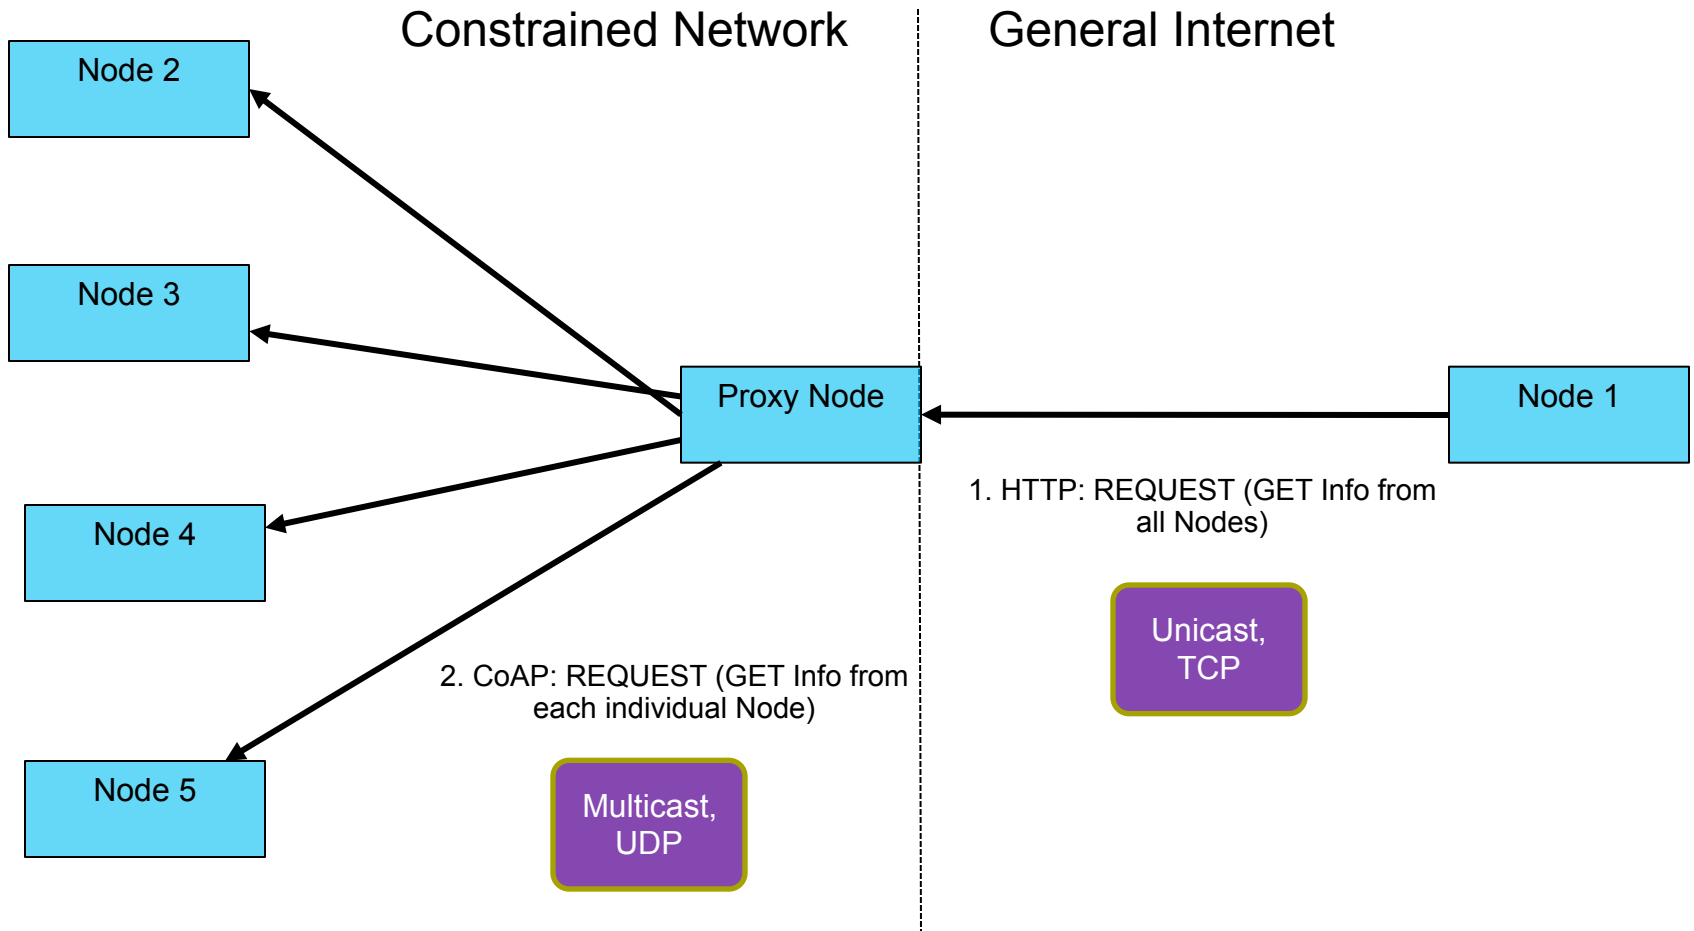 Constrained Network
General Internet
Node 2
Node 3
Proxy Node
Node 1
1. HTTP: REQUEST (GET Info from
all Nodes)
Node 4
Unicast,
TCP
2. CoAP: REQUEST (GET Info from
each individual Node)
Node 5
Multicast,
UDP